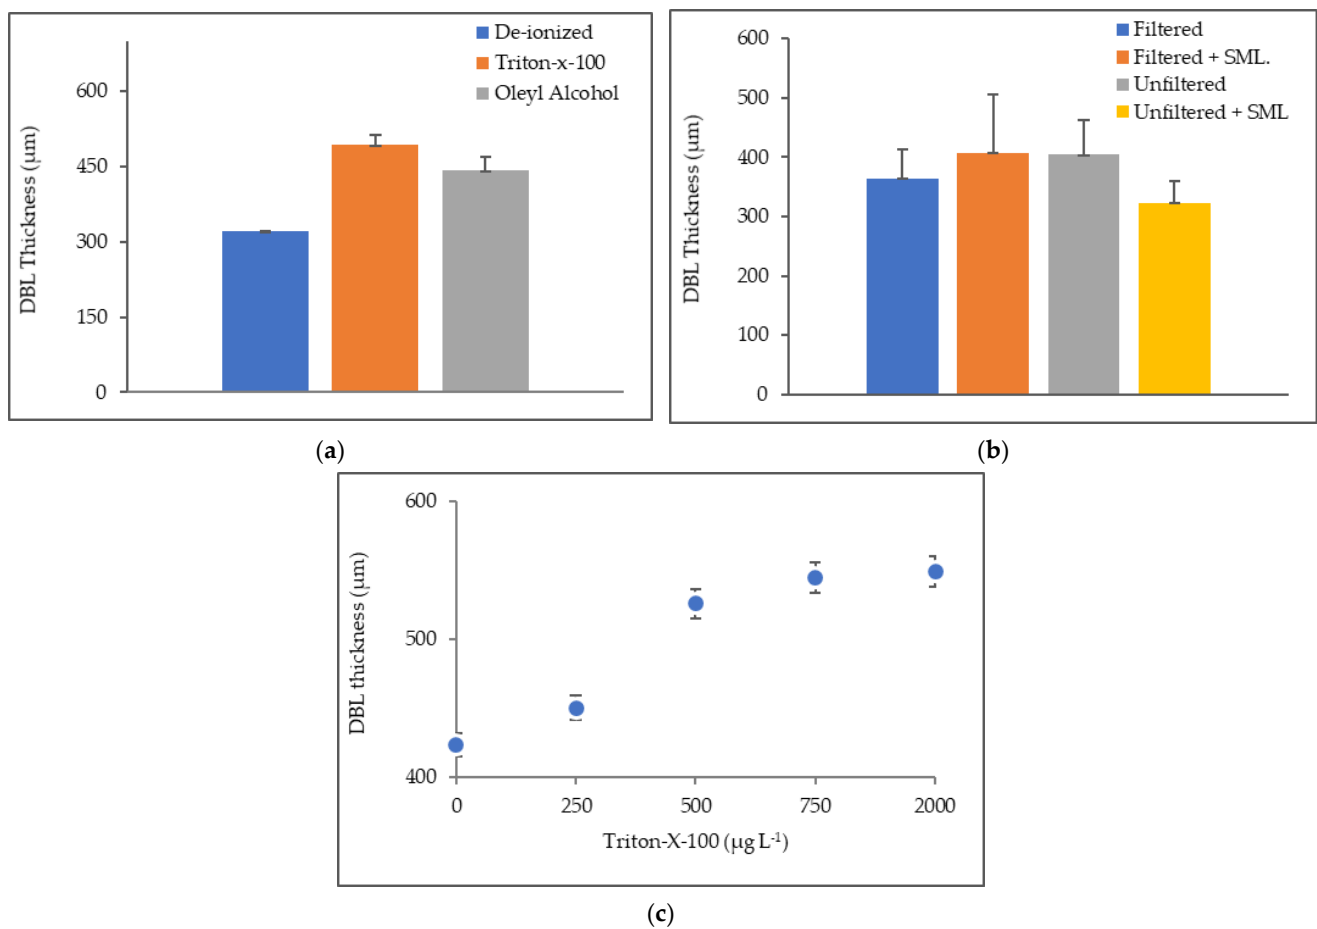 De-ionized
Triton-x-100
Oleyl Alcohol
DBL Thickness (µm)
600
450
300
150
0
(a)
Filtered
Filtered + SML.
Unfiltered
Unfiltered + SML
DBL Thickness (µm)
600
500
400
300
200
100
0
(b)
DBL thickness (µm)
600
500
400
0 250 500 750 2000
Triton-X-100 (µg L⁻¹)
(c)